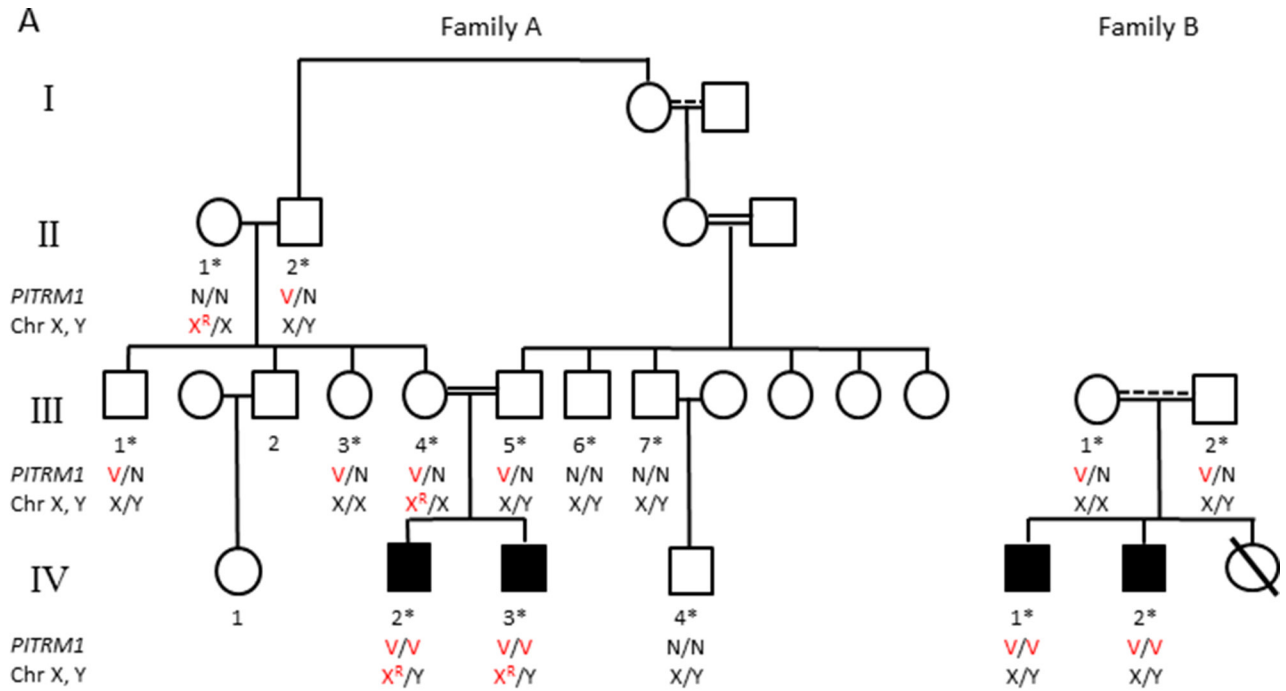 A
Family A
Family B
I
II
1* 2*
PITRM1 N/N V/N
Chr X, Y Xᴿ/X X/Y
III
1* 2 3* 4* 5* 6* 7* 1* 2*
PITRM1 V/N V/N V/N V/N N/N N/N V/N V/N
Chr X, Y X/Y X/X Xᴿ/X X/Y X/Y X/Y X/X X/Y
IV
1 2* 3* 4* 1* 2*
PITRM1 V/V V/V N/N V/V V/V
Chr X, Y Xᴿ/Y Xᴿ/Y X/Y X/Y X/Y